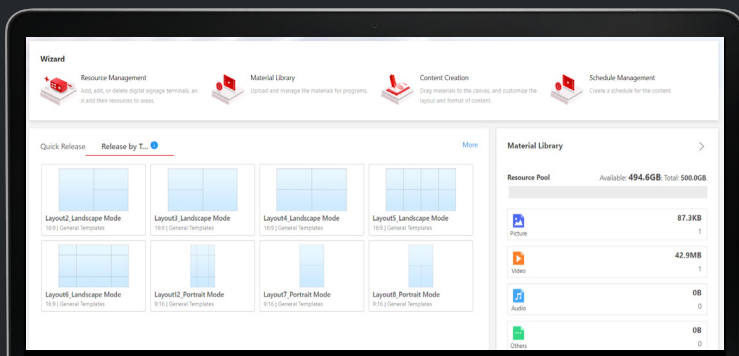 Wizard
Resource Management
Add, edit, or delete digital signage terminals, an
d add their resources to areas.
Material Library
Upload and manage the materials for programs.
Content Creation
Drag materials to the canvas, and customize the
layout and format of content.
Schedule Management
Create a schedule for the content.
Quick Release
Release by T...
More
Layout2_Landscape Mode
16:9 | General Templates
Layout3_Landscape Mode
16:9 | General Templates
Layout4_Landscape Mode
16:9 | General Templates
Layout5_Landscape Mode
16:9 | General Templates
Layout6_Landscape Mode
16:9 | General Templates
Layout12_Portrait Mode
9:16 | General Templates
Layout7_Portrait Mode
9:16 | General Templates
Layout8_Portrait Mode
9:16 | General Templates
Material Library
Resource Pool
Available: 494.6GB Total: 500.0GB
Picture
87.3KB
1
Video
42.9MB
1
Audio
0B
0
Others
0B
0